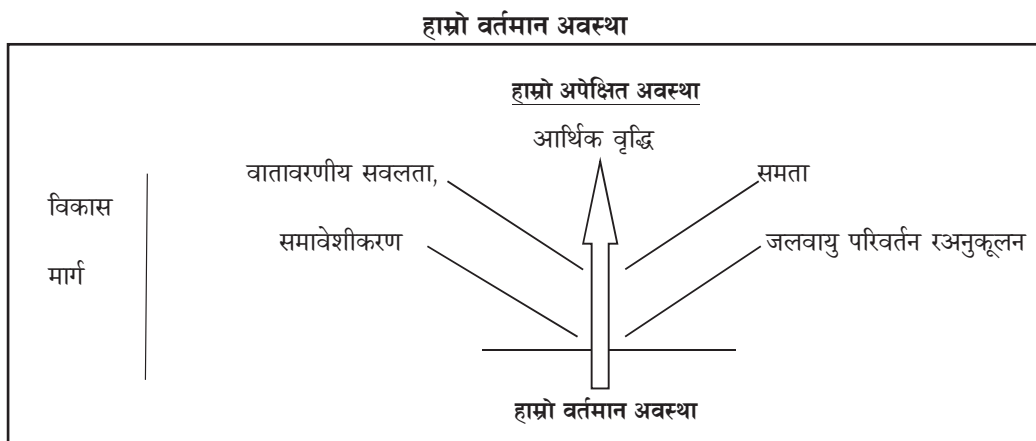 हाम्रो वर्तमान अवस्था
हाम्रो अपेक्षित अवस्था
आर्थिक वृद्धि
वातावरणीय सवलता,
समता
विकास
समावेशीकरण
जलवायु परिवर्तन रअनुकूलन
मार्ग
हाम्रो वर्तमान अवस्था